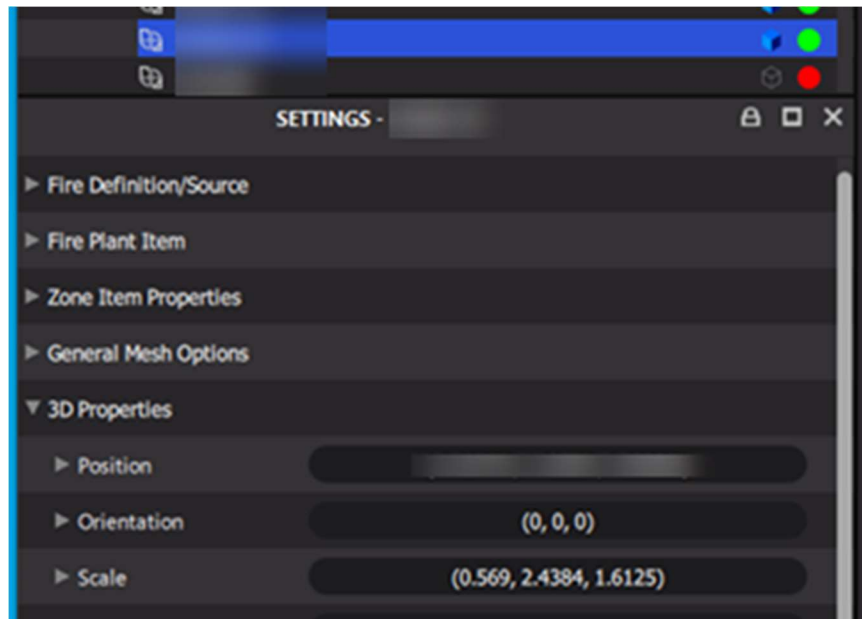 SETTINGS -
Fire Definition/Source
Fire Plant Item
Zone Item Properties
General Mesh Options
3D Properties
Position
Orientation (0, 0, 0)
Scale (0.569, 2.4384, 1.6125)